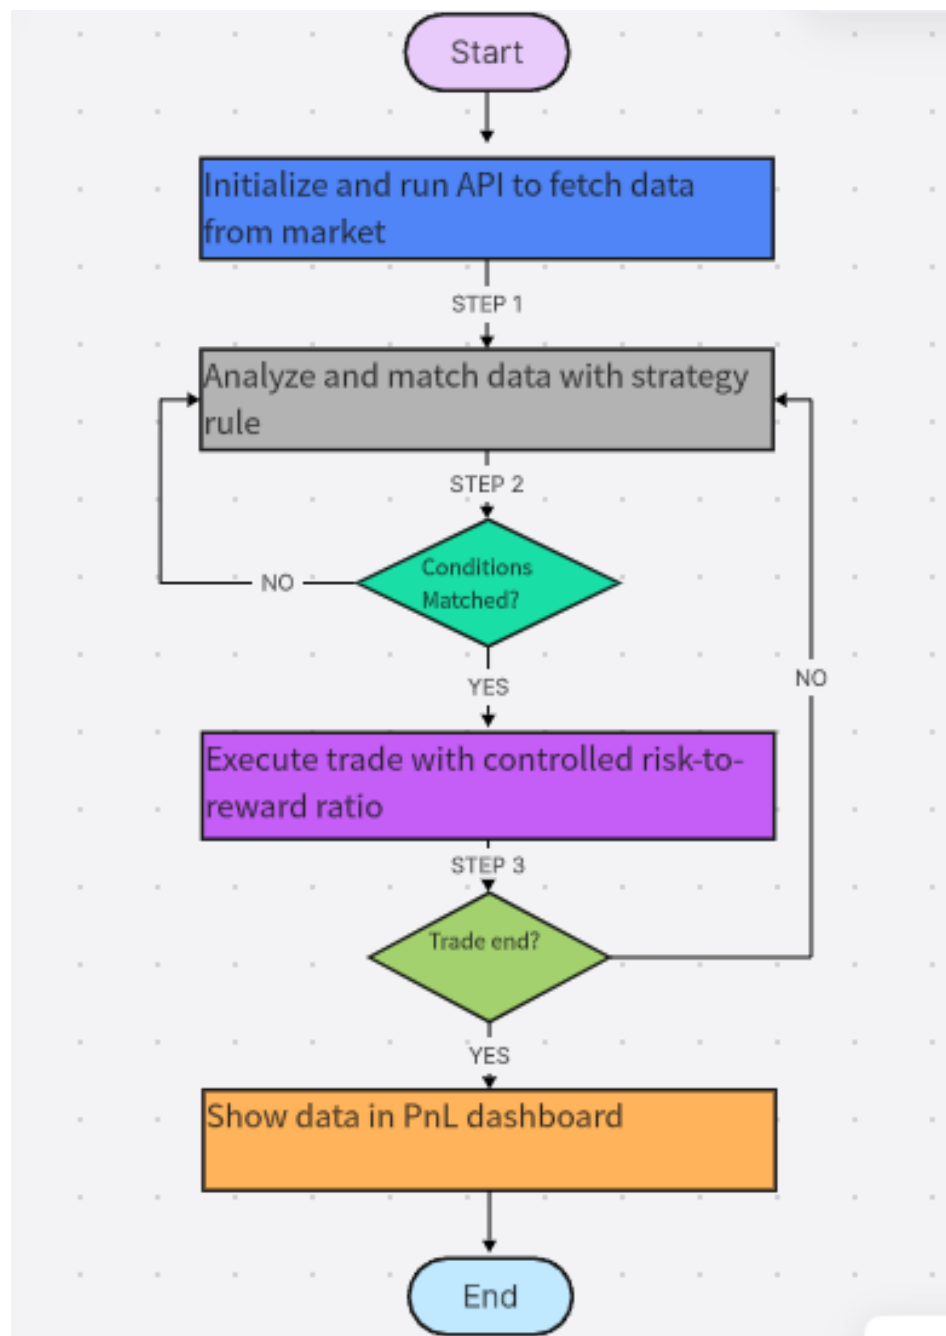 Start
Initialize and run API to fetch data
from market
STEP 1
Analyze and match data with strategy
rule
STEP 2
Conditions
Matched?
NO
YES
NO
Execute trade with controlled risk-to-
reward ratio
STEP 3
Trade end?
YES
Show data in PnL dashboard
End